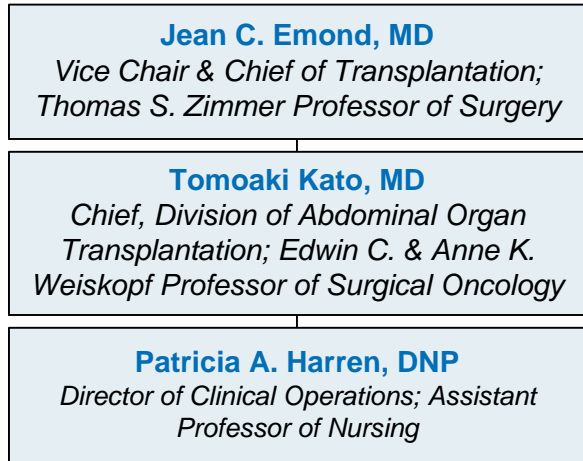 Jean C. Emond, MD
Vice Chair & Chief of Transplantation;
Thomas S. Zimmer Professor of Surgery
Tomoaki Kato, MD
Chief, Division of Abdominal Organ
Transplantation; Edwin C. & Anne K.
Weiskopf Professor of Surgical Oncology
Patricia A. Harren, DNP
Director of Clinical Operations; Assistant
Professor of Nursing